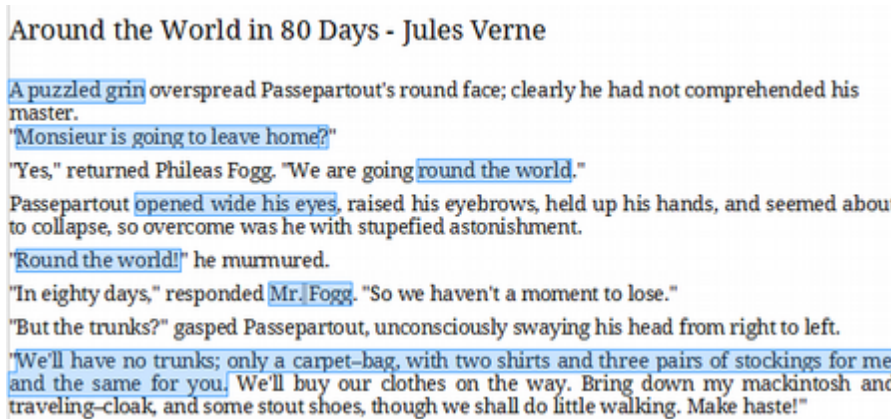 Around the World in 80 Days - Jules Verne
A puzzled grin overspread Passepartout's round face; clearly he had not comprehended his
master.
"Monsieur is going to leave home?"
"Yes," returned Phileas Fogg. "We are going round the world."
Passepartout opened wide his eyes, raised his eyebrows, held up his hands, and seemed about
to collapse, so overcome was he with stupefied astonishment.
"Round the world!" he murmured.
"In eighty days," responded Mr. Fogg. "So we haven't a moment to lose."
"But the trunks?" gasped Passepartout, unconsciously swaying his head from right to left.
"We'll have no trunks; only a carpet–bag, with two shirts and three pairs of stockings for me,
and the same for you. We'll buy our clothes on the way. Bring down my mackintosh and
traveling–cloak, and some stout shoes, though we shall do little walking. Make haste!"